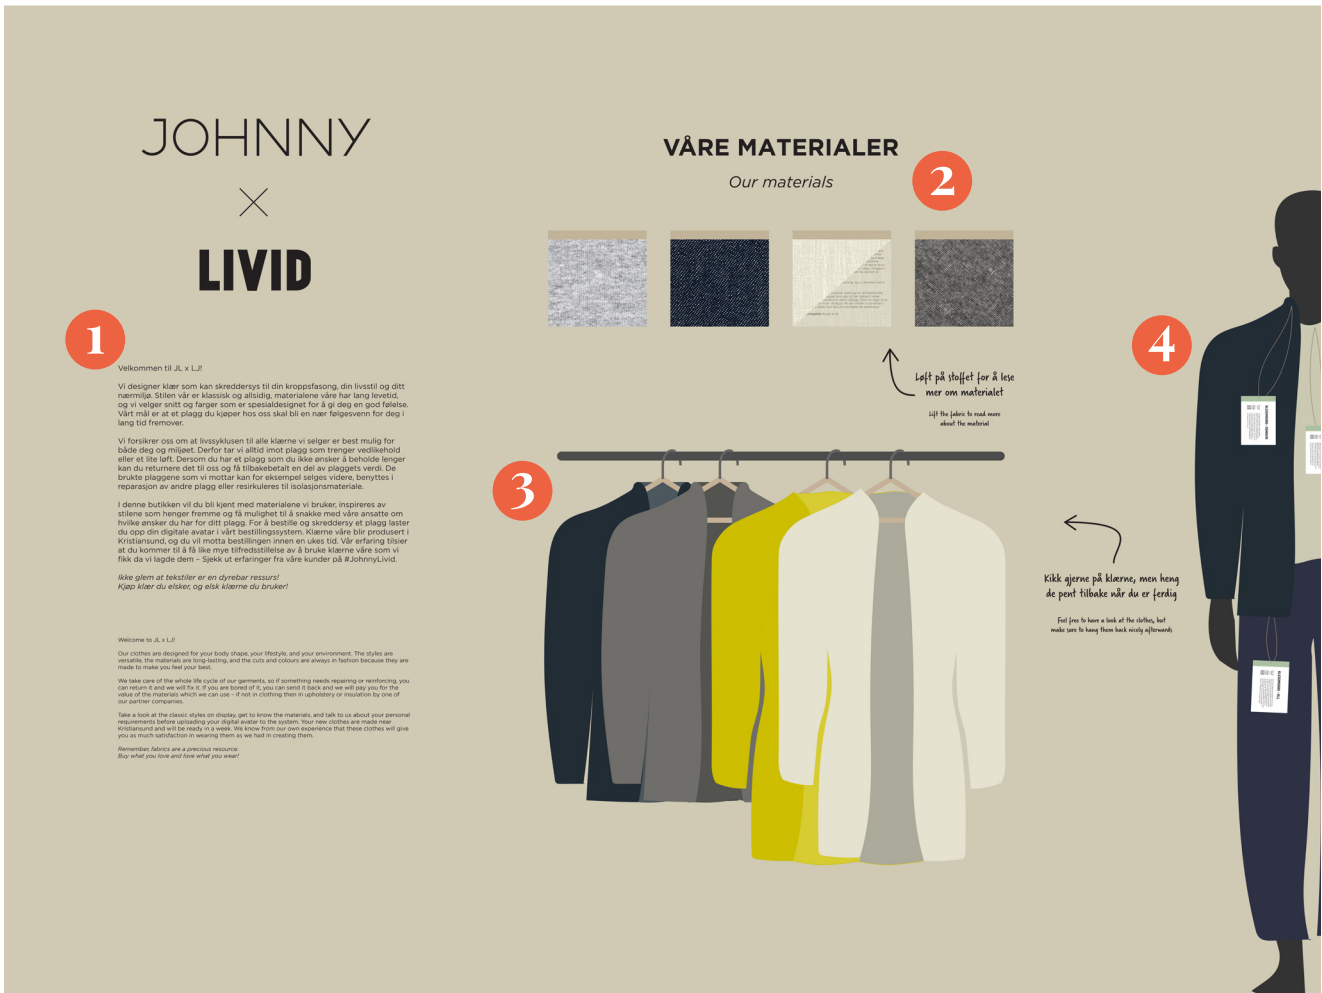 JOHNNY
X
LIVID
1
Velkommen til JL x LJ!
Vi designer klær som kan skreddersys til din kroppsfasong, din livsstil og ditt
nærmiljø. Stilen vår er klassisk og allsidig, materialene våre har lang levetid,
og vi velger snitt og farger som er spesialdesignet for å gi deg en god følelse.
Vårt mål er at et plagg du kjøper hos oss skal bli en nær følgesvenn for deg i
lang tid fremover.
Vi forsikrer oss om at livssyklusen til alle klærne vi selger er best mulig for
både deg og miljøet. Derfor tar vi alltid imot plagg som trenger vedlikehold
eller et lite løft. Dersom du har et plagg som du ikke ønsker å beholde lenger
kan du returnere det til oss og få tilbakebetalt en del av plaggets verdi. De
brukte plaggene som vi mottar kan for eksempel selges videre, benyttes i
reparasjon av andre plagg eller resirkuleres til isolasjonsmateriale.
I denne butikken vil du bli kjent med materialene vi bruker, inspireres av
stilene som henger fremme og få mulighet til å snakke med våre ansatte om
hvilke ønsker du har for ditt plagg. For å bestille og skreddersy et plagg laster
du opp din digitale avatar i vårt bestillingssystem. Klærne våre blir produsert i
Kristiansund, og du vil motta bestillingen innen en ukes tid. Vår erfaring tilsier
at du kommer til å få like mye tilfredsstillelse av å bruke klærne våre som vi
fikk da vi lagde dem – Sjekk ut erfaringer fra våre kunder på #JohnnyLivid.
Ikke glem at tekstiler er en dyrebar ressurs!
Kjøp klær du elsker, og elsk klærne du bruker!
Welcome to JL x LJ!
Our clothes are designed for your body shape, your lifestyle, and your environment. The styles are
versatile, the materials are long-lasting, and the cuts and colours are always in fashion because they are
made to make you feel your best.
We take care of the whole life cycle of our garments, so if something needs repairing or reinforcing, you
can return it and we will fix it. If you are bored of it, you can send it back and we will pay you for the
value of the materials which we can use – if not in clothing then in upholstery or insulation by one of
our partner companies.
Take a look at the classic styles on display, get to know the materials, and talk to us about your personal
requirements before uploading your digital avatar to the system. Your new clothes are made near
Kristiansund and will be ready in a week. We know from our own experience that these clothes will give
you as much satisfaction in wearing them as we had in creating them.
Remember, fabrics are a precious resource.
Buy what you love and love what you wear!
VÅRE MATERIALER
Our materials
2
Løft på stoffet for å lese
mer om materialet
Lift the fabric to read more
about the material
3
Kikk gjerne på klærne, men heng
de pent tilbake når du er ferdig
Feel free to have a look at the clothes, but
make sure to hang them back nicely afterwards
4